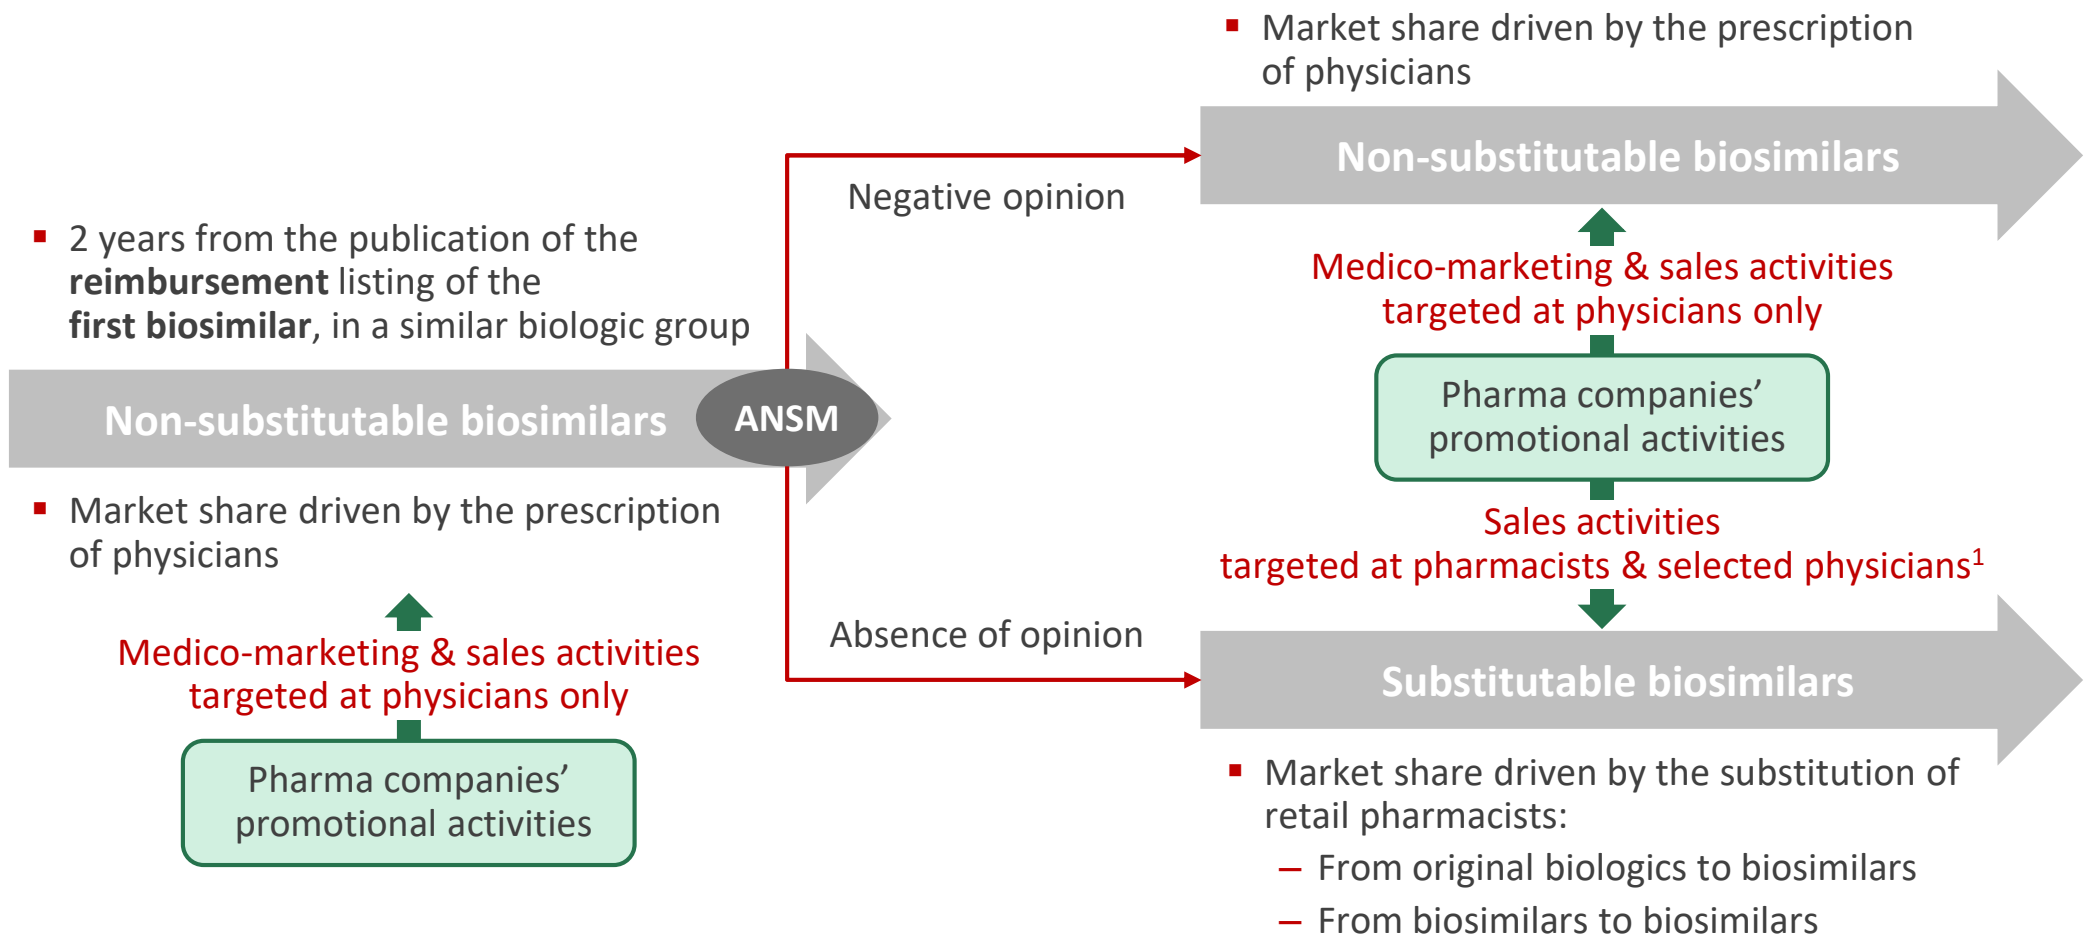 ▪ 2 years from the publication of the
reimbursement listing of the
first biosimilar, in a similar biologic group
Non-substitutable biosimilars
ANSM
▪ Market share driven by the prescription
of physicians
Medico-marketing & sales activities
targeted at physicians only
Pharma companies’
promotional activities
Negative opinion
Absence of opinion
▪ Market share driven by the prescription
of physicians
Non-substitutable biosimilars
Medico-marketing & sales activities
targeted at physicians only
Pharma companies’
promotional activities
Sales activities
targeted at pharmacists & selected physicians¹
Substitutable biosimilars
▪ Market share driven by the substitution of
retail pharmacists:
– From original biologics to biosimilars
– From biosimilars to biosimilars